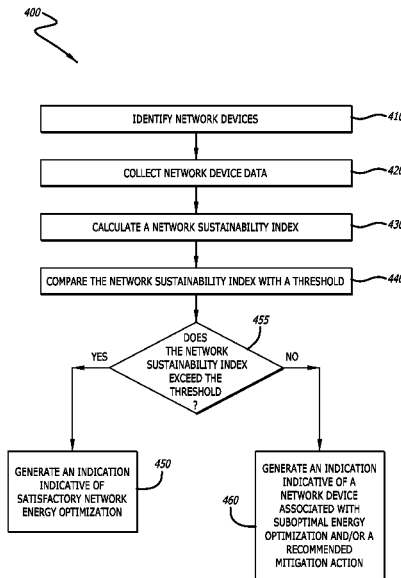 400
IDENTIFY NETWORK DEVICES
410
COLLECT NETWORK DEVICE DATA
420
CALCULATE A NETWORK SUSTAINABILITY INDEX
430
COMPARE THE NETWORK SUSTAINABILITY INDEX WITH A THRESHOLD
440
DOES
THE NETWORK
SUSTAINABILITY INDEX
EXCEED THE
THRESHOLD
?
455
YES
NO
GENERATE AN INDICATION
INDICATIVE OF
SATISFACTORY NETWORK
ENERGY OPTIMIZATION
450
GENERATE AN INDICATION
INDICATIVE OF A
NETWORK DEVICE
ASSOCIATED WITH
SUBOPTIMAL ENERGY
OPTIMIZATION AND/OR A
RECOMMENDED
MITIGATION ACTION
460